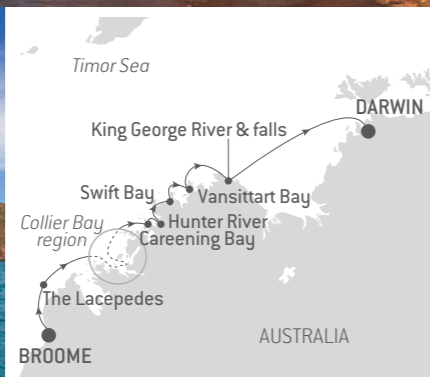 Timor Sea
DARWIN
King George River & falls
Swift Bay
Vansittart Bay
Collier Bay
region
Hunter River
Careening Bay
The Lacepedes
AUSTRALIA
BROOME